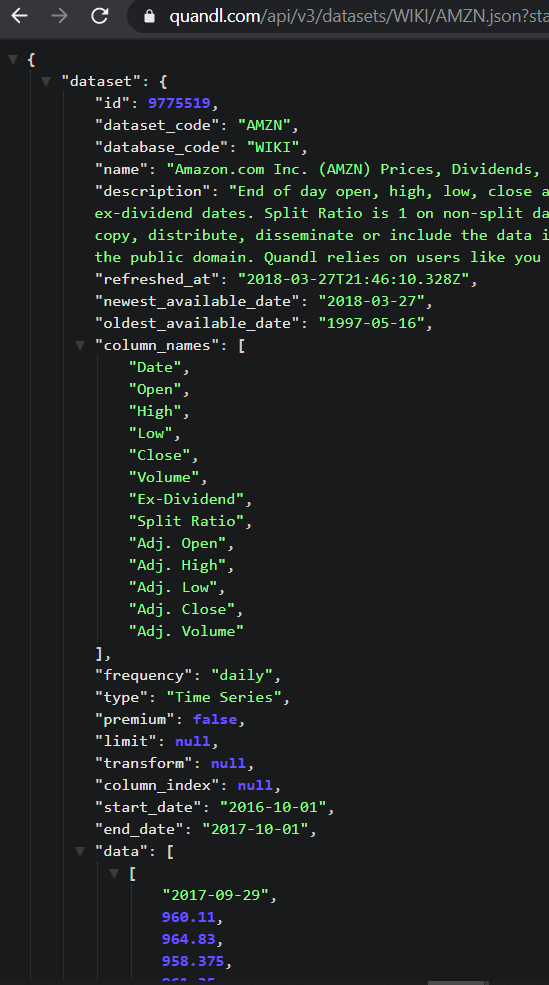 quandl.com/api/v3/datasets/WIKI/AMZN.json?sta
{
"dataset": {
"id": 9775519,
"dataset_code": "AMZN",
"database_code": "WIKI",
"name": "Amazon.com Inc. (AMZN) Prices, Dividends,
"description": "End of day open, high, low, close a
ex-dividend dates. Split Ratio is 1 on non-split da
copy, distribute, disseminate or include the data i
the public domain. Quandl relies on users like you
"refreshed_at": "2018-03-27T21:46:10.328Z",
"newest_available_date": "2018-03-27",
"oldest_available_date": "1997-05-16",
"column_names": [
"Date",
"Open",
"High",
"Low",
"Close",
"Volume",
"Ex-Dividend",
"Split Ratio",
"Adj. Open",
"Adj. High",
"Adj. Low",
"Adj. Close",
"Adj. Volume"
],
"frequency": "daily",
"type": "Time Series",
"premium": false,
"limit": null,
"transform": null,
"column_index": null,
"start_date": "2016-10-01",
"end_date": "2017-10-01",
"data": [
[
"2017-09-29",
960.11,
964.83,
958.375,